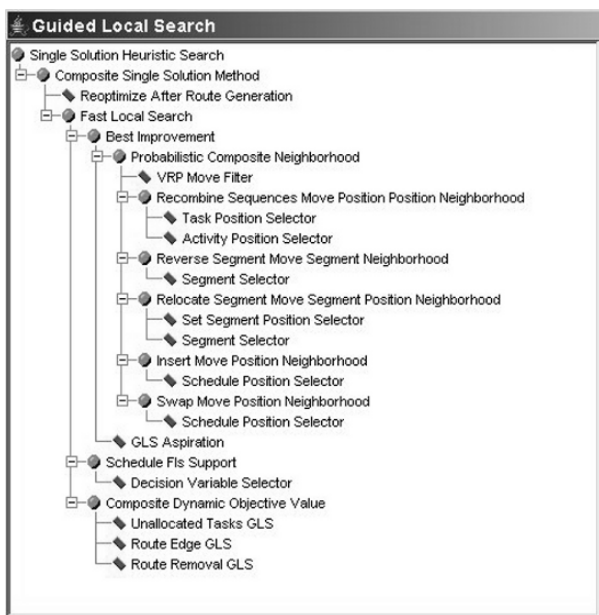 Guided Local Search
Single Solution Heuristic Search
Composite Single Solution Method
Reoptimize After Route Generation
Fast Local Search
Best Improvement
Probabilistic Composite Neighborhood
VRP Move Filter
Recombine Sequences Move Position Position Neighborhood
Task Position Selector
Activity Position Selector
Reverse Segment Move Segment Neighborhood
Segment Selector
Relocate Segment Move Segment Position Neighborhood
Set Segment Position Selector
Segment Selector
Insert Move Position Neighborhood
Schedule Position Selector
Swap Move Position Neighborhood
Schedule Position Selector
GLS Aspiration
Schedule Fls Support
Decision Variable Selector
Composite Dynamic Objective Value
Unallocated Tasks GLS
Route Edge GLS
Route Removal GLS